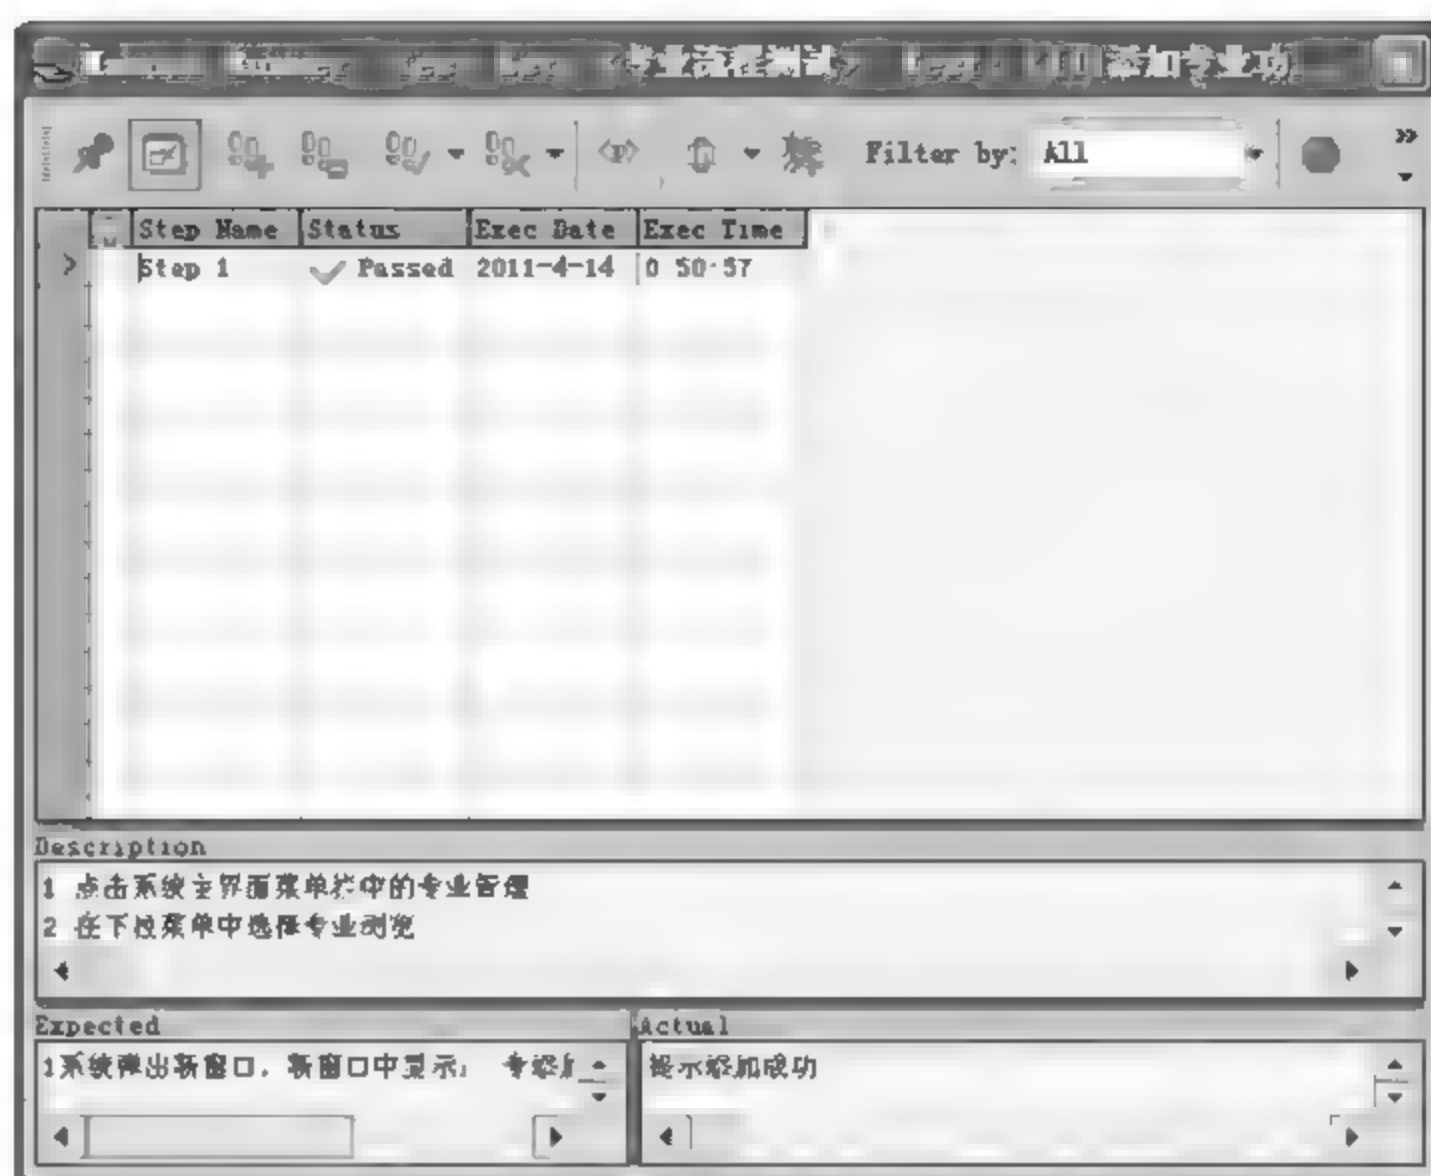 专业流程测试 添加专业功
Filter by: All
Step Name Status Exec Date Exec Time
Step 1 Passed 2011-4-14 0 50:57
Description
1 点击系统主界面菜单栏中的专业管理
2 在下拉菜单中选择专业浏览
Expected Actual
1系统弹出新窗口，新窗口中显示： 专
提示添加成功